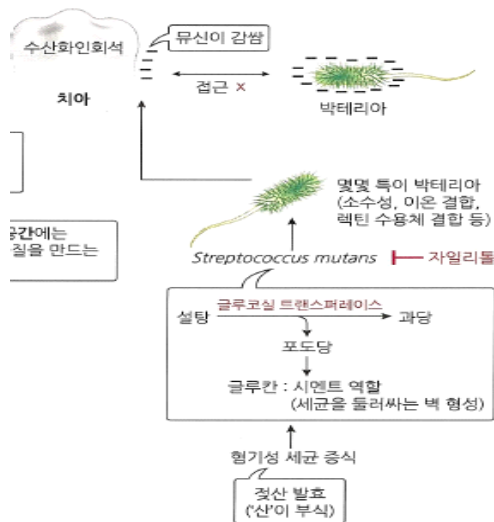 수산화인회석
뮤신이 감쌈
치아
접근 x
박테리아
몇몇 특이 박테리아
(소수성, 이온 결합,
렉틴 수용체 결합 등)
공간에는
질을 만드는
Streptococcus mutans
자일리톨
글루코실 트랜스퍼레이스
설탕
과당
포도당
글루칸 : 시멘트 역할
(세균을 둘러싸는 벽 형성)
혐기성 세균 증식
젖산 발효
('산'이 부식)